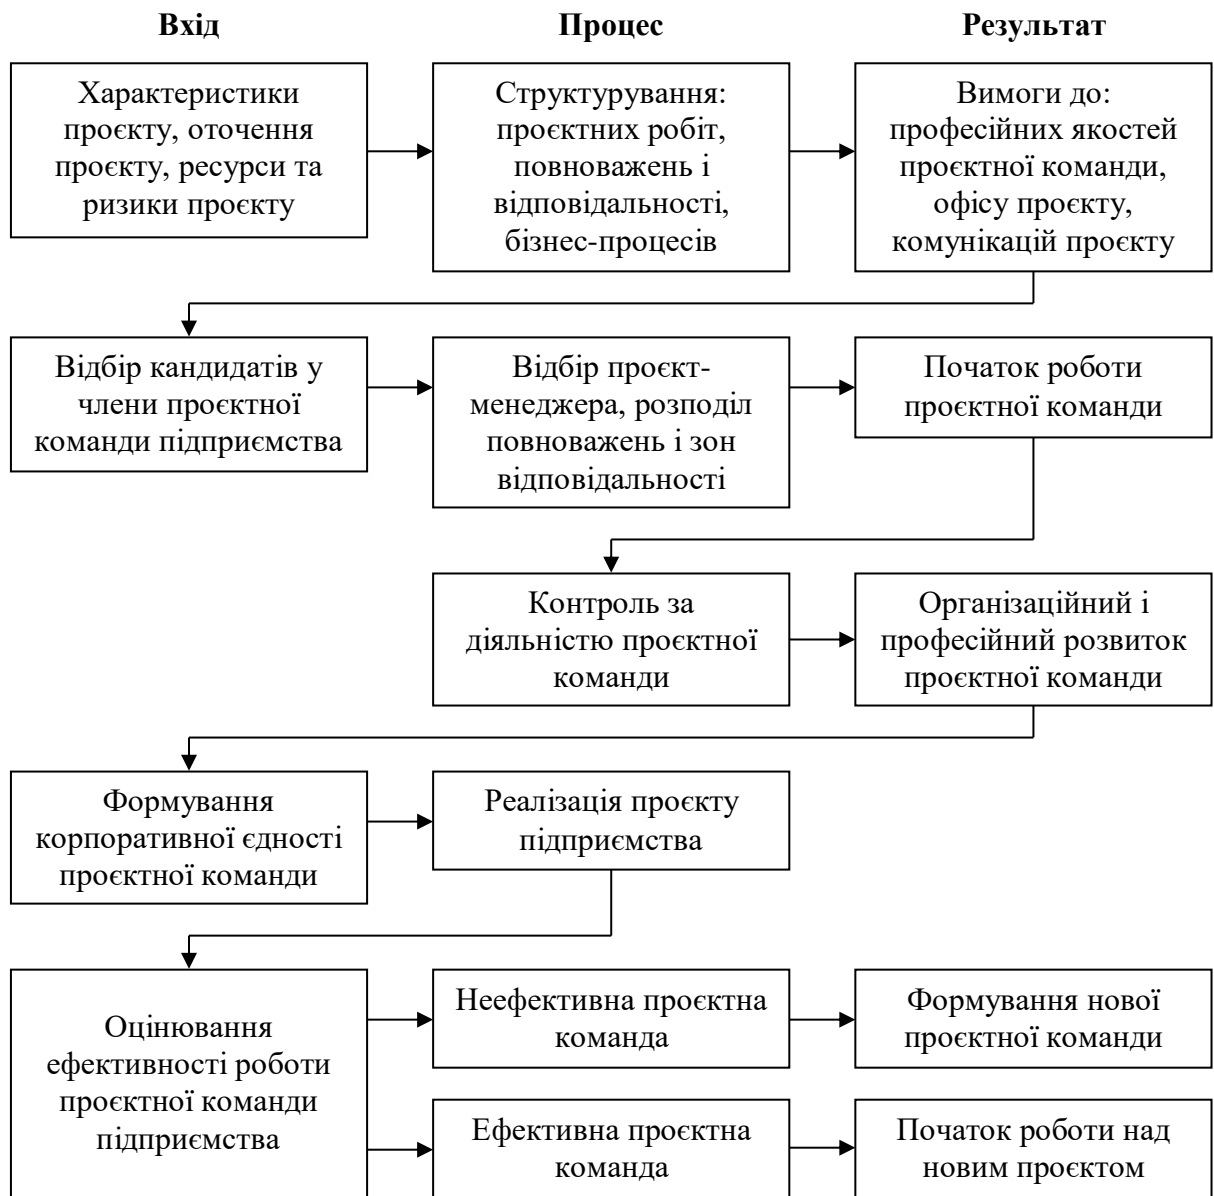 Вхід
Процес
Результат
Характеристики
проєкту, оточення
проєкту, ресурси та
ризики проєкту
Структурування:
проєктних робіт,
повноважень і
відповідальності,
бізнес-процесів
Вимоги до:
професійних якостей
проєктної команди,
офісу проєкту,
комунікацій проєкту
Відбір кандидатів у
члени проєктної
команди підприємства
Відбір проєкт-
менеджера, розподіл
повноважень і зон
відповідальності
Початок роботи
проєктної команди
Контроль за
діяльністю проєктної
команди
Організаційний і
професійний розвиток
проєктної команди
Формування
корпоративної єдності
проєктної команди
Реалізація проєкту
підприємства
Оцінювання
ефективності роботи
проєктної команди
підприємства
Неефективна проєктна
команда
Формування нової
проєктної команди
Ефективна проєктна
команда
Початок роботи над
новим проєктом